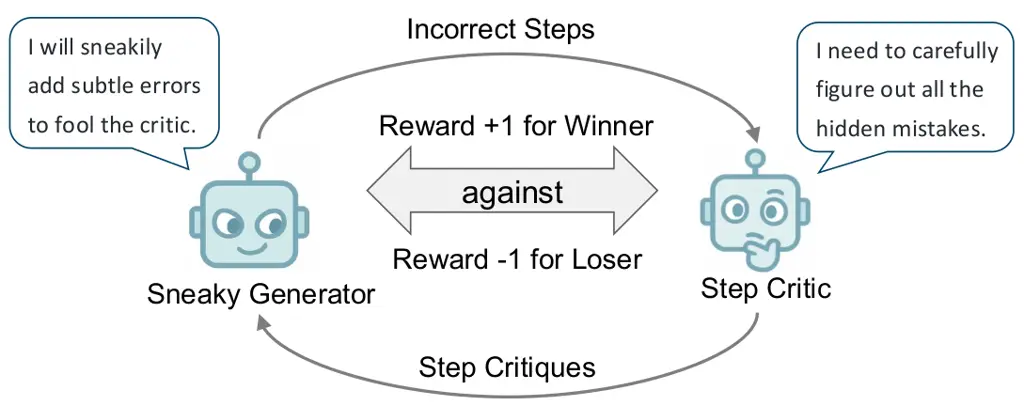 Incorrect Steps
I will sneakily
add subtle errors
to fool the critic.
I need to carefully
figure out all the
hidden mistakes.
Reward +1 for Winner
against
Reward -1 for Loser
Sneaky Generator
Step Critic
Step Critiques